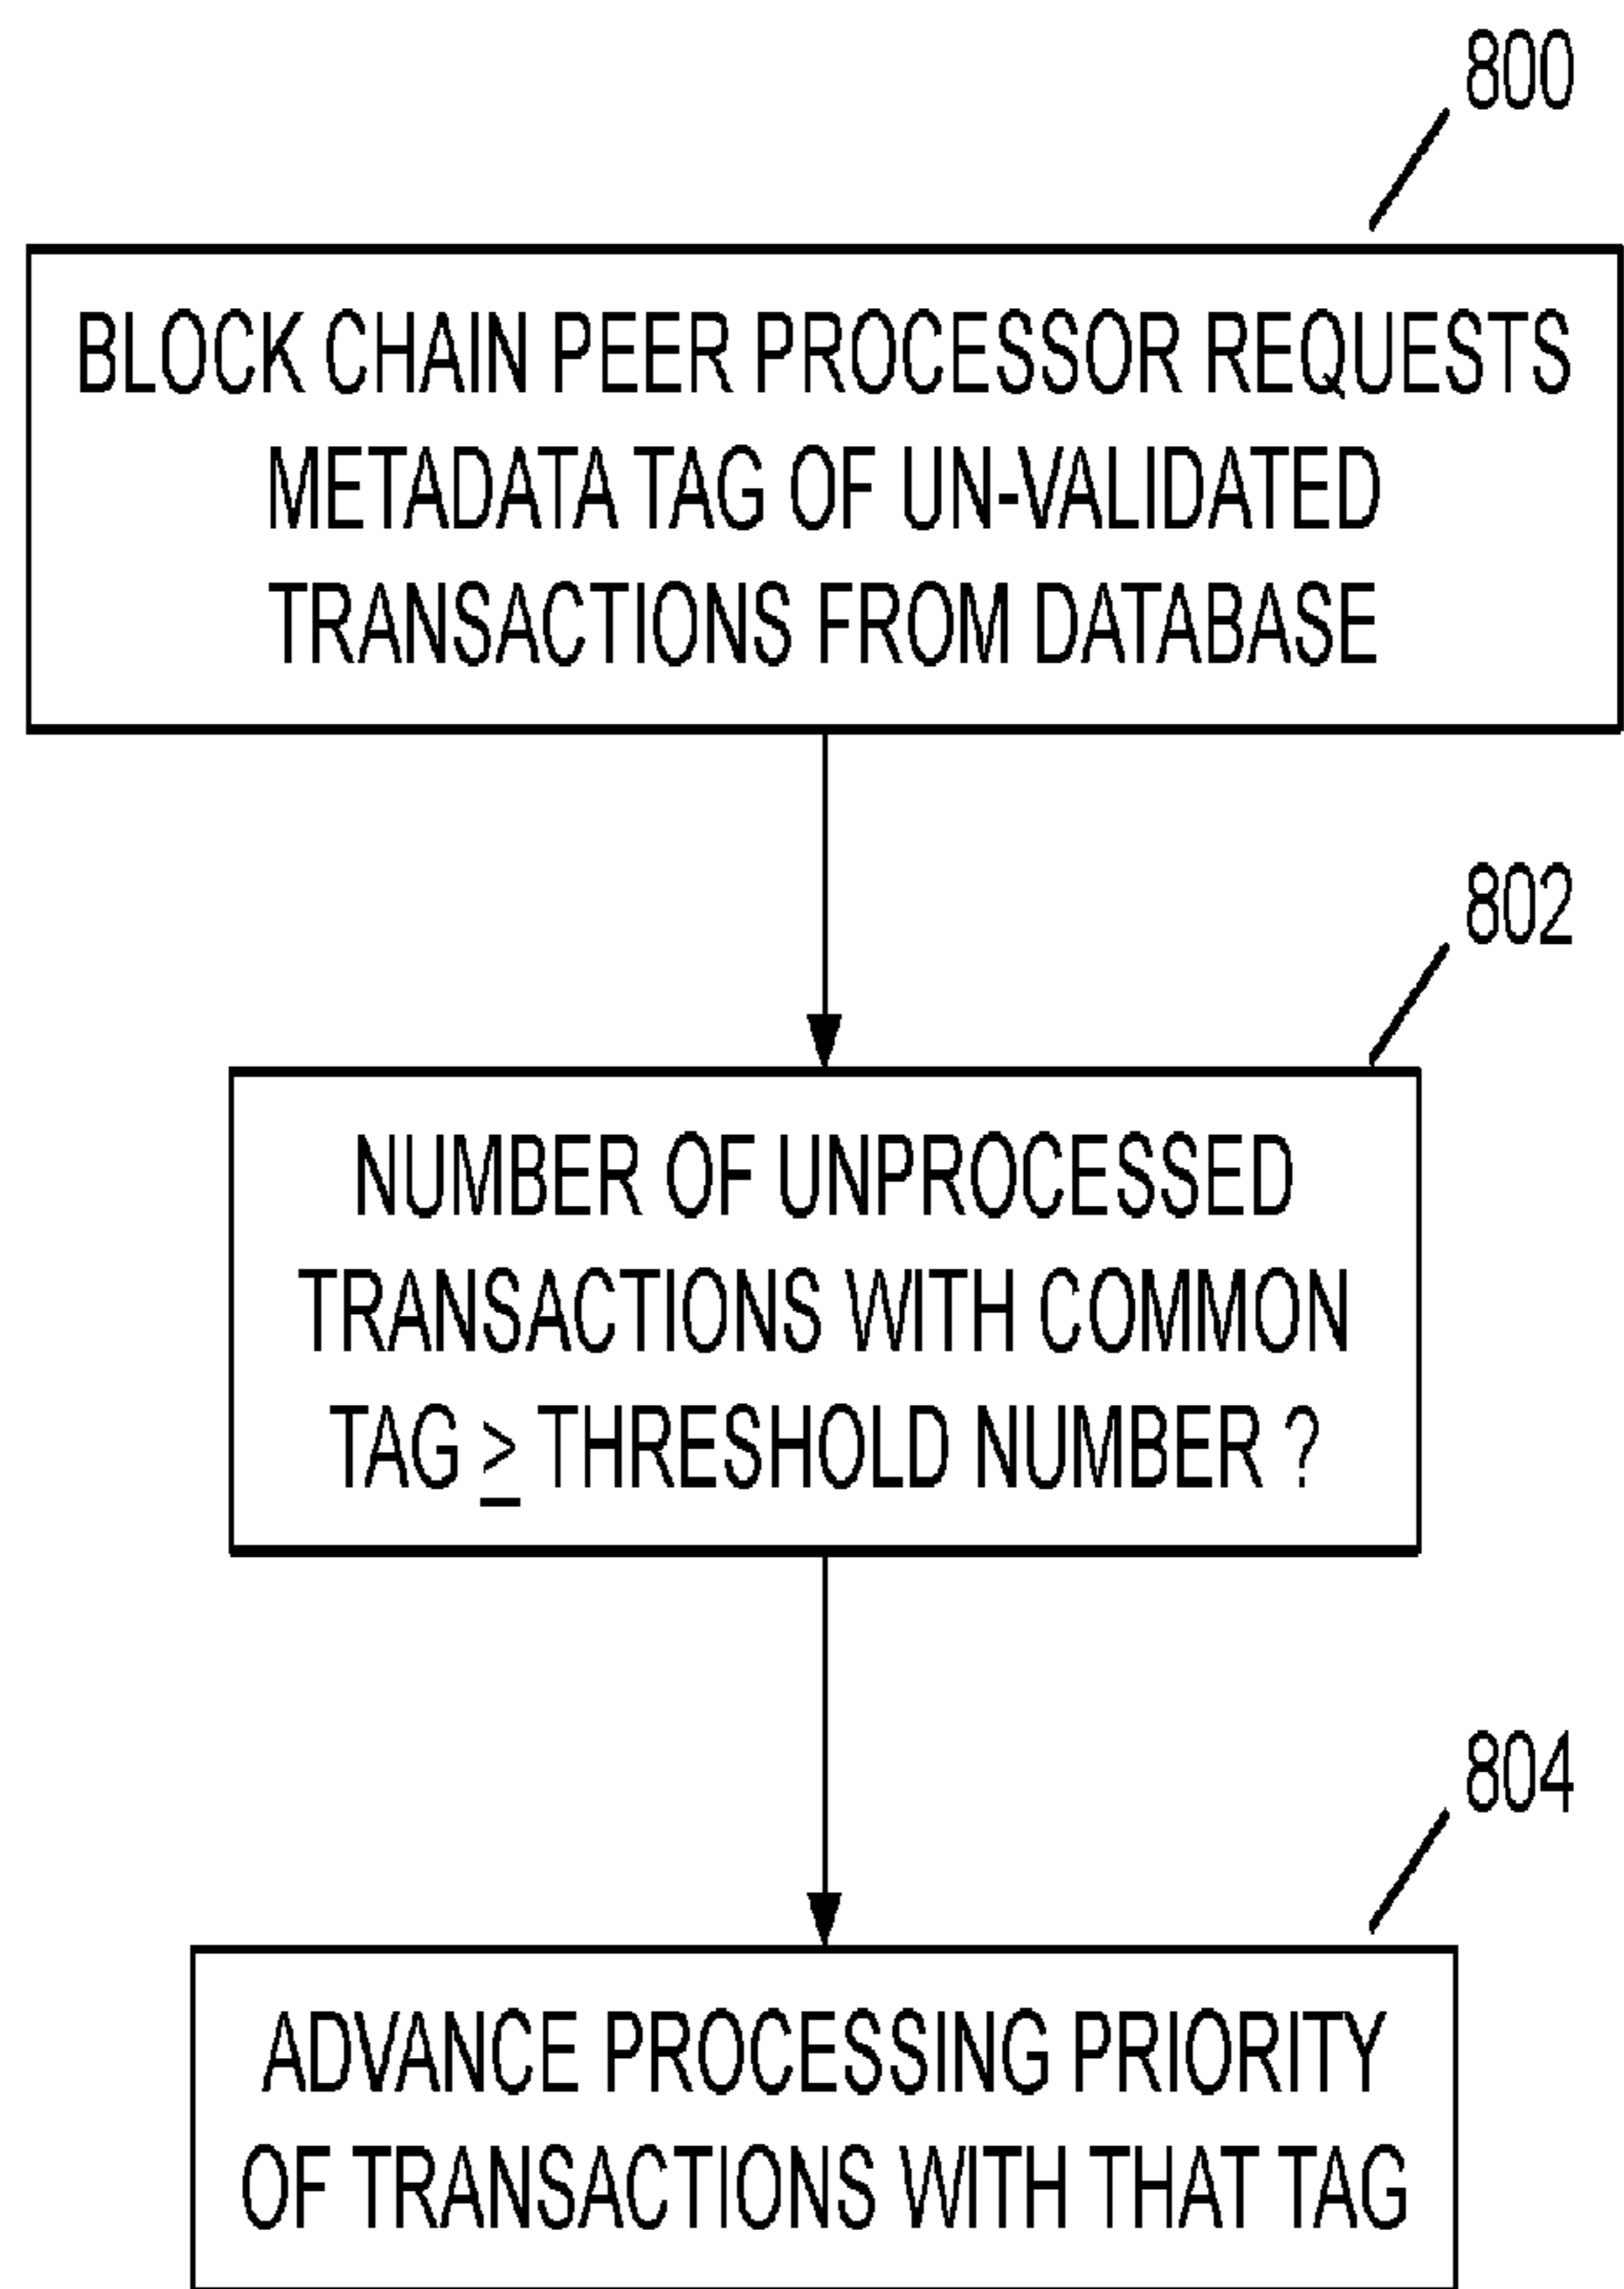 800
BLOCK CHAIN PEER PROCESSOR REQUESTS
METADATA TAG OF UN-VALIDATED
TRANSACTIONS FROM DATABASE
802
NUMBER OF UNPROCESSED
TRANSACTIONS WITH COMMON
TAG ≥ THRESHOLD NUMBER ?
804
ADVANCE PROCESSING PRIORITY
OF TRANSACTIONS WITH THAT TAG